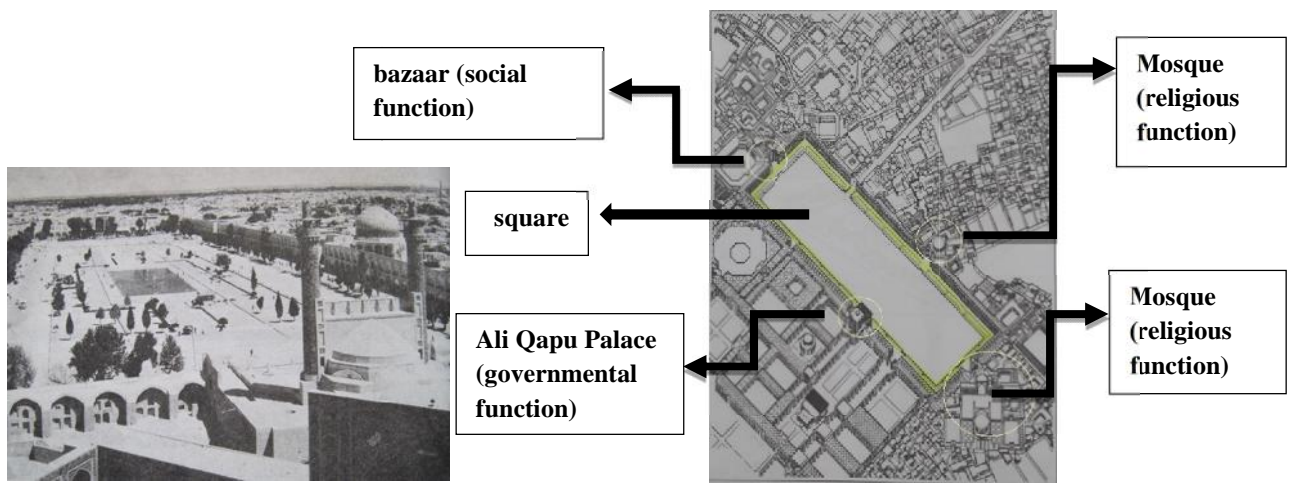 bazaar (social
function)
square
Ali Qapu Palace
(governmental
function)
Mosque
(religious
function)
Mosque
(religious
function)